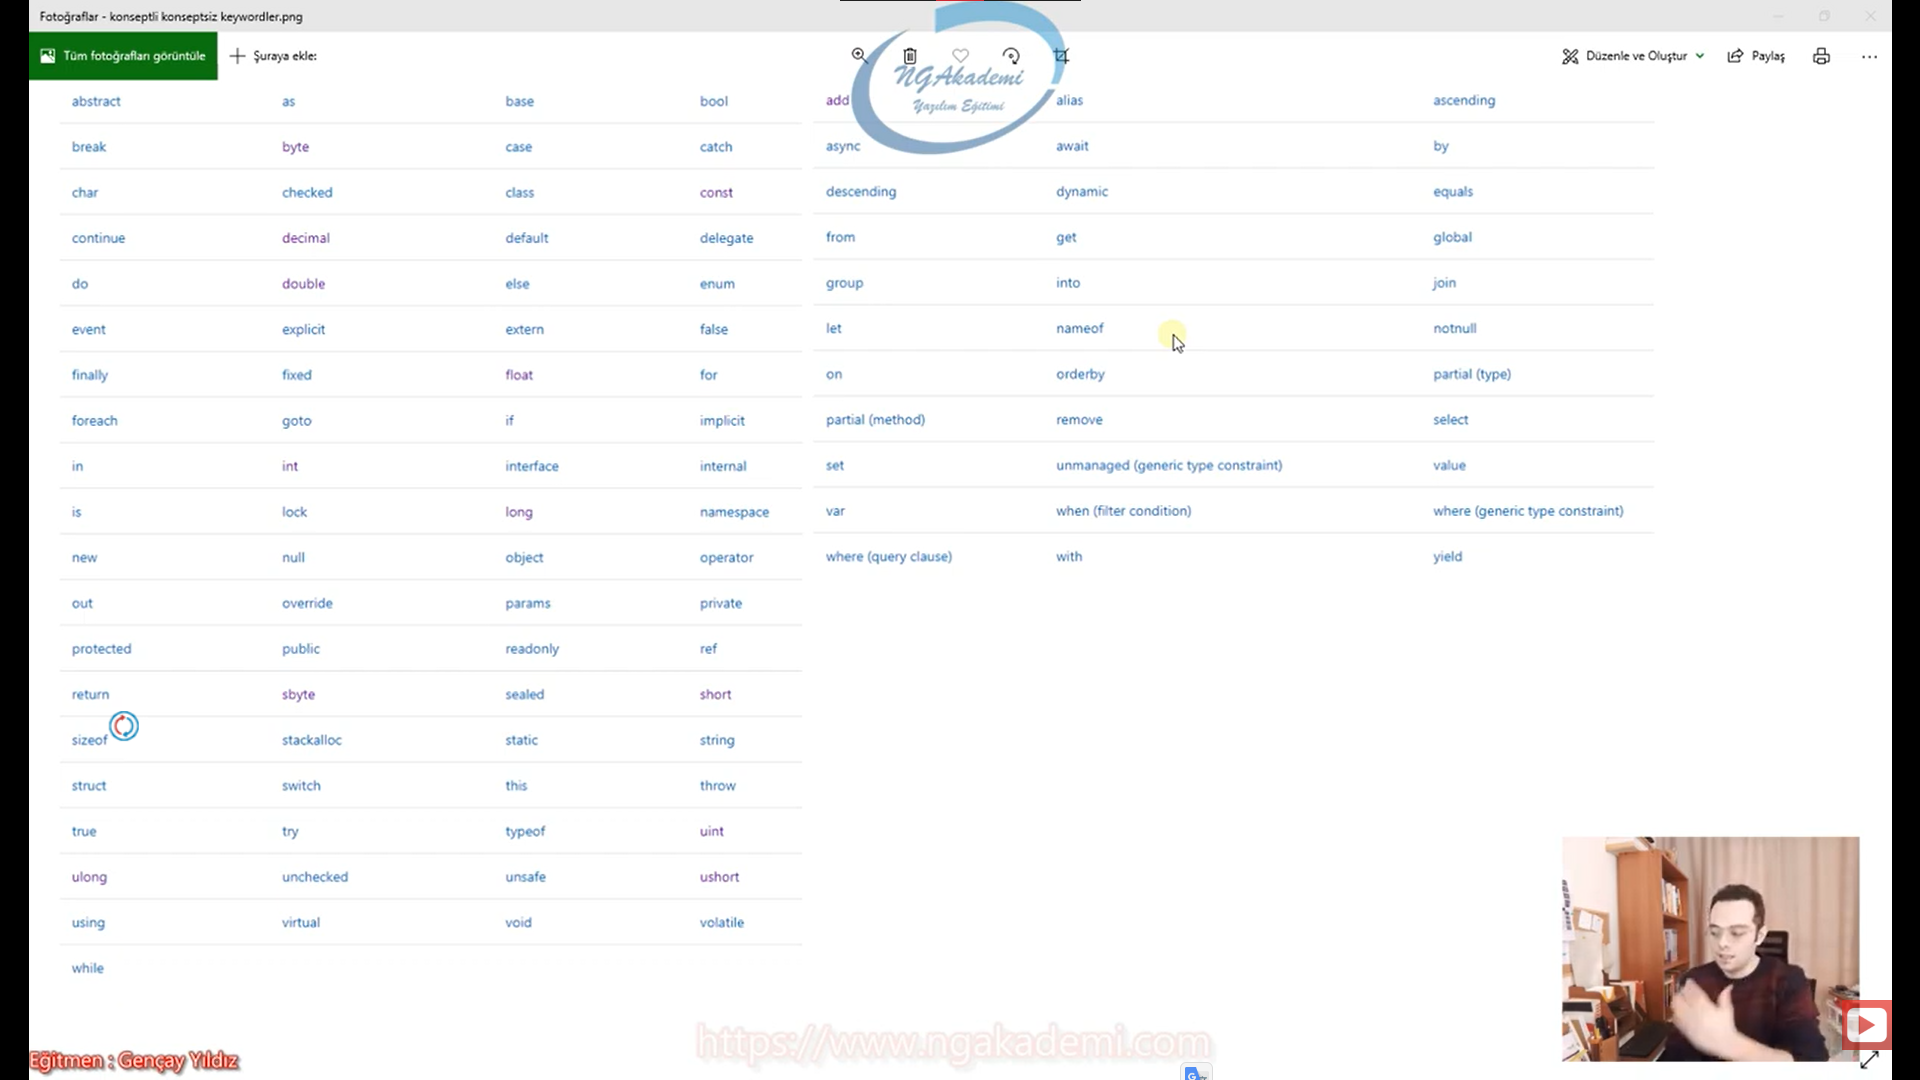 Fotoğraflar - konseptli konseptsiz keywordler.png
Tüm fotoğrafları görüntüle
Şuraya ekle:
Düzenle ve Oluştur
Paylaş
NGAkademi
Yazılım Eğitimi
abstract as base bool
break byte case catch
char checked class const
continue decimal default delegate
do double else enum
event explicit extern false
finally fixed float for
foreach goto if implicit
in int interface internal
is lock long namespace
new null object operator
out override params private
protected public readonly ref
return sbyte sealed short
sizeof stackalloc static string
struct switch this throw
true try typeof uint
ulong unchecked unsafe ushort
using virtual void volatile
while
add alias ascending
async await by
descending dynamic equals
from get global
group into join
let nameof notnull
on orderby partial (type)
partial (method) remove select
set unmanaged (generic type constraint) value
var when (filter condition) where (generic type constraint)
where (query clause) with yield
https://www.ngakademi.com
Eğitmen : Gençay Yıldız